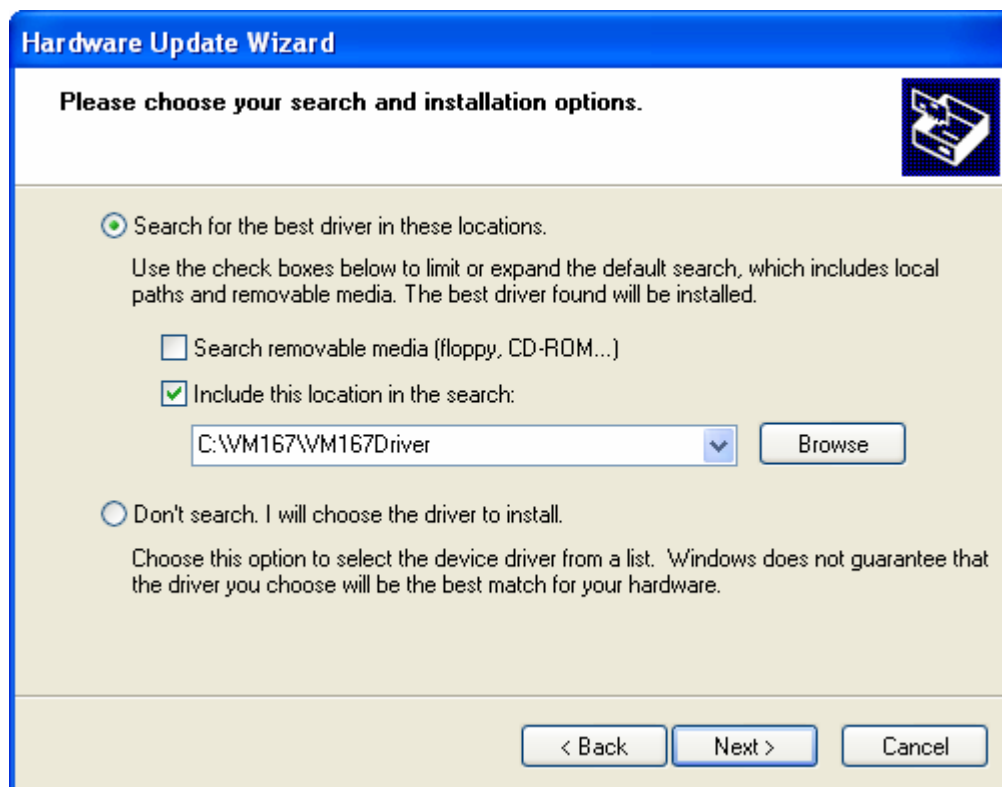 Hardware Update Wizard
Please choose your search and installation options.
Search for the best driver in these locations.
Use the check boxes below to limit or expand the default search, which includes local
paths and removable media. The best driver found will be installed.
Search removable media (floppy, CD-ROM...)
Include this location in the search:
C:\VM167\VM167Driver
Browse
Don't search. I will choose the driver to install.
Choose this option to select the device driver from a list.  Windows does not guarantee that
the driver you choose will be the best match for your hardware.
< Back Next > Cancel